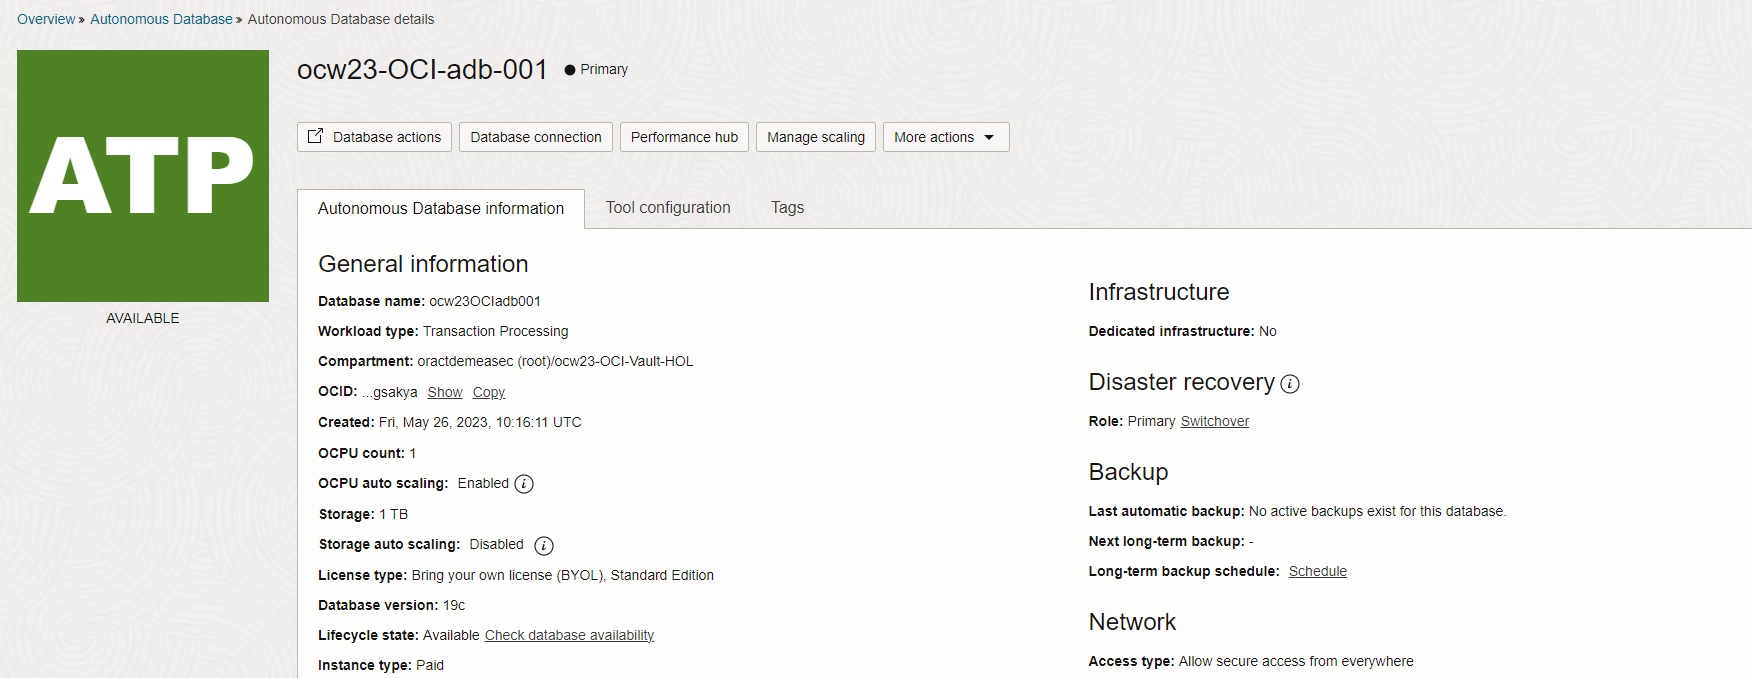 Overview » Autonomous Database » Autonomous Database details
ATP
AVAILABLE
ocw23-OCI-adb-001 ● Primary
Database actions Database connection Performance hub Manage scaling More actions
Autonomous Database information Tool configuration Tags
General information
Database name: ocw23OCIadb001
Workload type: Transaction Processing
Compartment: oractdemeasec (root)/ocw23-OCI-Vault-HOL
OCID: ...gsakya Show Copy
Created: Fri, May 26, 2023, 10:16:11 UTC
OCPU count: 1
OCPU auto scaling: Enabled i
Storage: 1 TB
Storage auto scaling: Disabled i
License type: Bring your own license (BYOL), Standard Edition
Database version: 19c
Lifecycle state: Available Check database availability
Instance type: Paid
Infrastructure
Dedicated infrastructure: No
Disaster recovery i
Role: Primary Switchover
Backup
Last automatic backup: No active backups exist for this database.
Next long-term backup: -
Long-term backup schedule: Schedule
Network
Access type: Allow secure access from everywhere